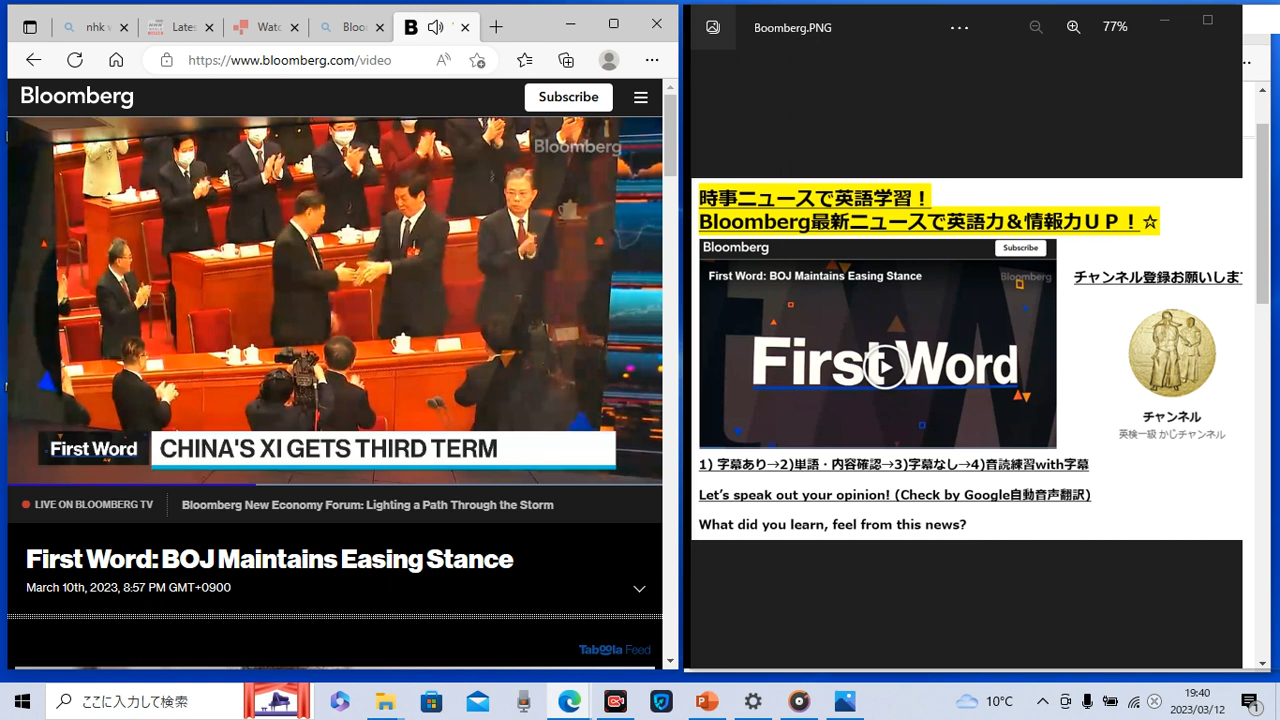 nhk v
Lates
Watc
Bloo
B
https://www.bloomberg.com/video
Bloomberg
Subscribe
Bloomberg
First Word
CHINA'S XI GETS THIRD TERM
LIVE ON BLOOMBERG TV
Bloomberg New Economy Forum: Lighting a Path Through the Storm
First Word: BOJ Maintains Easing Stance
March 10th, 2023, 8:57 PM GMT+0900
Taboola Feed
Bloomberg.PNG
77%
時事ニュースで英語学習！
Bloomberg最新ニュースで英語力＆情報力ＵＰ！☆
Bloomberg
Subscribe
First Word: BOJ Maintains Easing Stance
Bloomberg
First Word
チャンネル登録お願いしま
チャンネル
英検一級 かじチャンネル
1) 字幕あり→2)単語・内容確認→3)字幕なし→4)音読練習with字幕
Let's speak out your opinion! (Check by Google自動音声翻訳)
What did you learn, feel from this news?
ここに入力して検索
10°C
19:40
2023/03/12